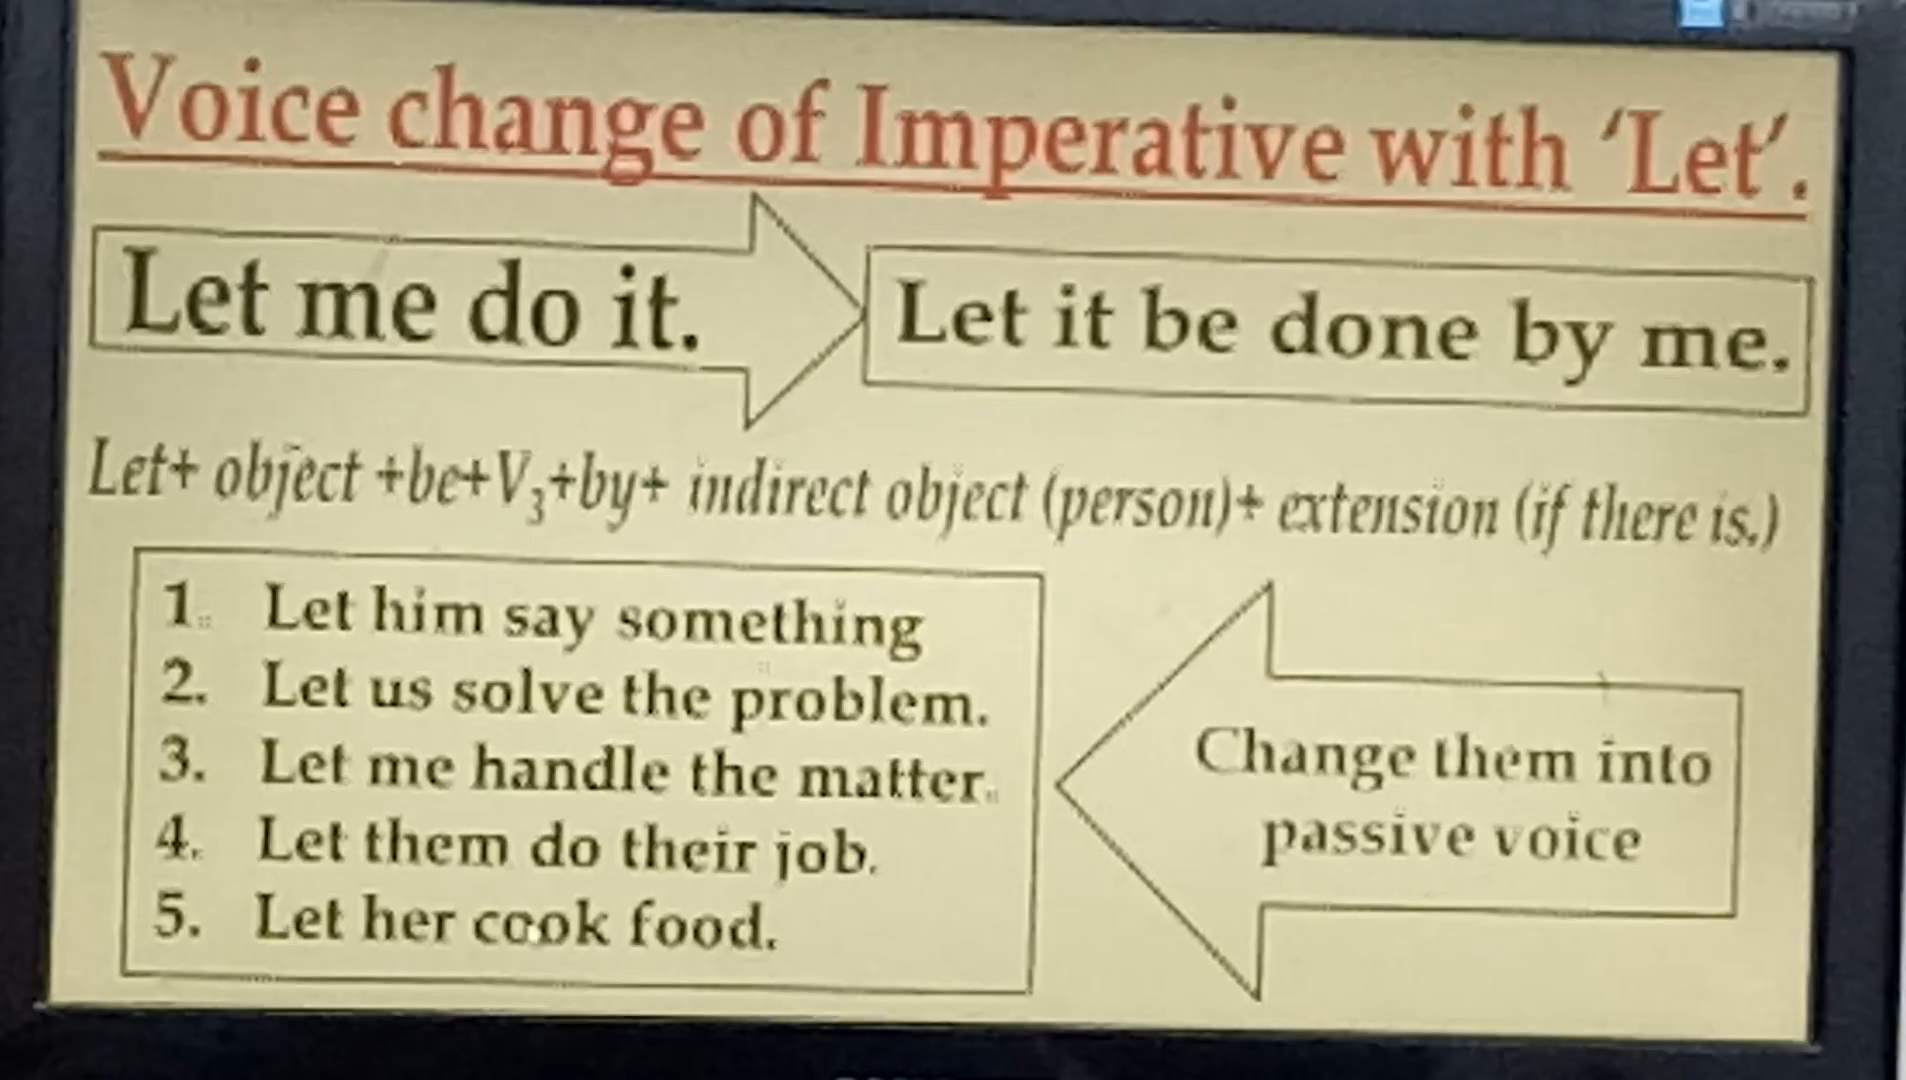 Voice change of Imperative with ‘Let’.
Let me do it.
Let it be done by me.
Let+ object +be+V₃+by+ indirect object (person)+ extension (if there is.)
1. Let him say something
2. Let us solve the problem.
3. Let me handle the matter.
4. Let them do their job.
5. Let her cook food.
Change them into
passive voice